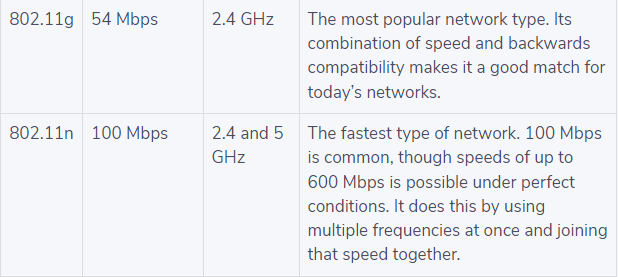 802.11g 54 Mbps 2.4 GHz The most popular network type. Its
combination of speed and backwards
compatibility makes it a good match for
today’s networks.
802.11n 100 Mbps 2.4 and 5 The fastest type of network. 100 Mbps
GHz is common, though speeds of up to
600 Mbps is possible under perfect
conditions. It does this by using
multiple frequencies at once and joining
that speed together.